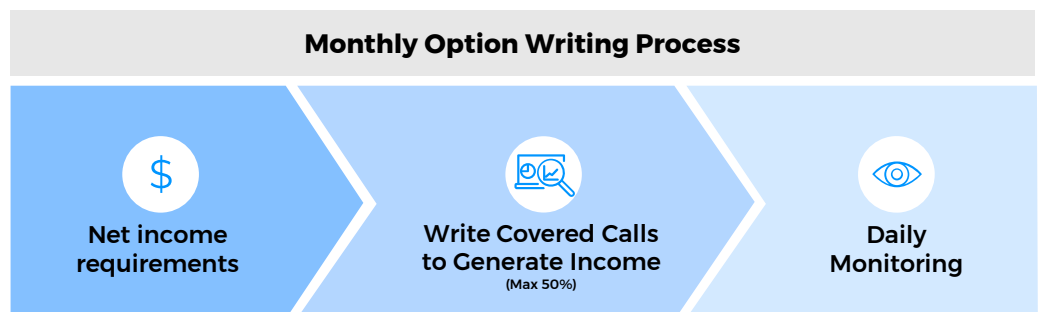 Monthly Option Writing Process
$
Net income
requirements
Write Covered Calls
to Generate Income
(Max 50%)
Daily
Monitoring